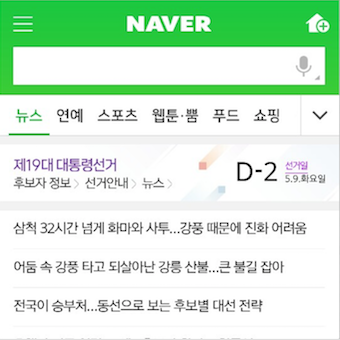 NAVER
뉴스 연예 스포츠 웹툰·뿜 푸드 쇼핑
제19대 대통령선거
후보자 정보 > 선거안내 > 뉴스 >
D-2
선거일
5.9.화요일
삼척 32시간 넘게 화마와 사투...강풍 때문에 진화 어려움
어둠 속 강풍 타고 되살아난 강릉 산불...큰 불길 잡아
전국이 승부처...동선으로 보는 후보별 대선 전략